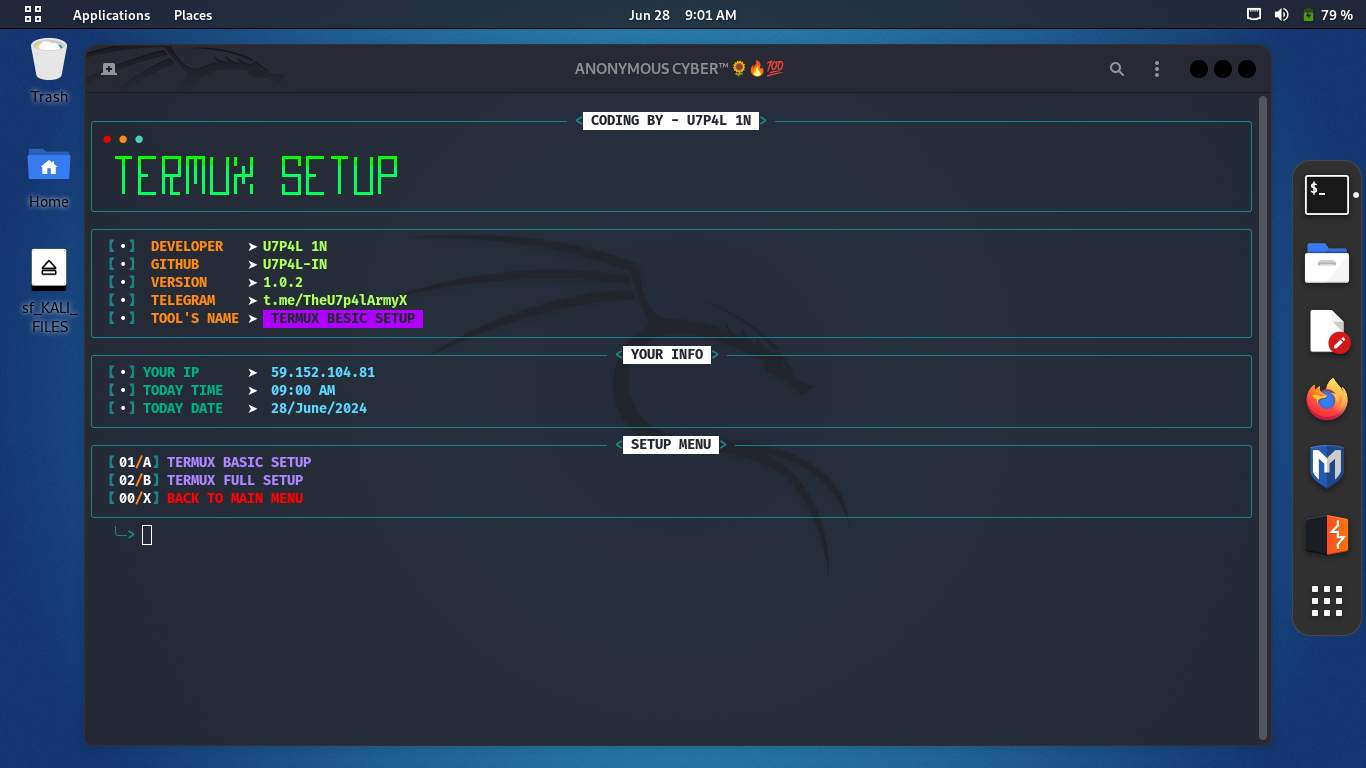 Applications Places Jun 28 9:01 AM 79 %
Trash
Home
sf_KALI_
FILES
ANONYMOUS CYBER™🌻🔥💯
<CODING BY - U7P4L 1N>
TERMUX SETUP
【•】 DEVELOPER ➤ U7P4L 1N
【•】 GITHUB ➤ U7P4L-IN
【•】 VERSION ➤ 1.0.2
【•】 TELEGRAM ➤ t.me/TheU7p4lArmyX
【•】 TOOL'S NAME ➤ TERMUX BESIC SETUP
< YOUR INFO >
【•】YOUR IP ➤ 59.152.104.81
【•】TODAY TIME ➤ 09:00 AM
【•】TODAY DATE ➤ 28/June/2024
< SETUP MENU >
【01/A】TERMUX BASIC SETUP
【02/B】TERMUX FULL SETUP
【00/X】BACK TO MAIN MENU
╰─>
$_